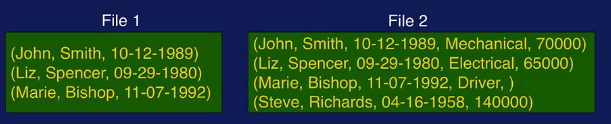 File 1
(John, Smith, 10-12-1989)
(Liz, Spencer, 09-29-1980)
(Marie, Bishop, 11-07-1992)
File 2
(John, Smith, 10-12-1989, Mechanical, 70000)
(Liz, Spencer, 09-29-1980, Electrical, 65000)
(Marie, Bishop, 11-07-1992, Driver, )
(Steve, Richards, 04-16-1958, 140000)